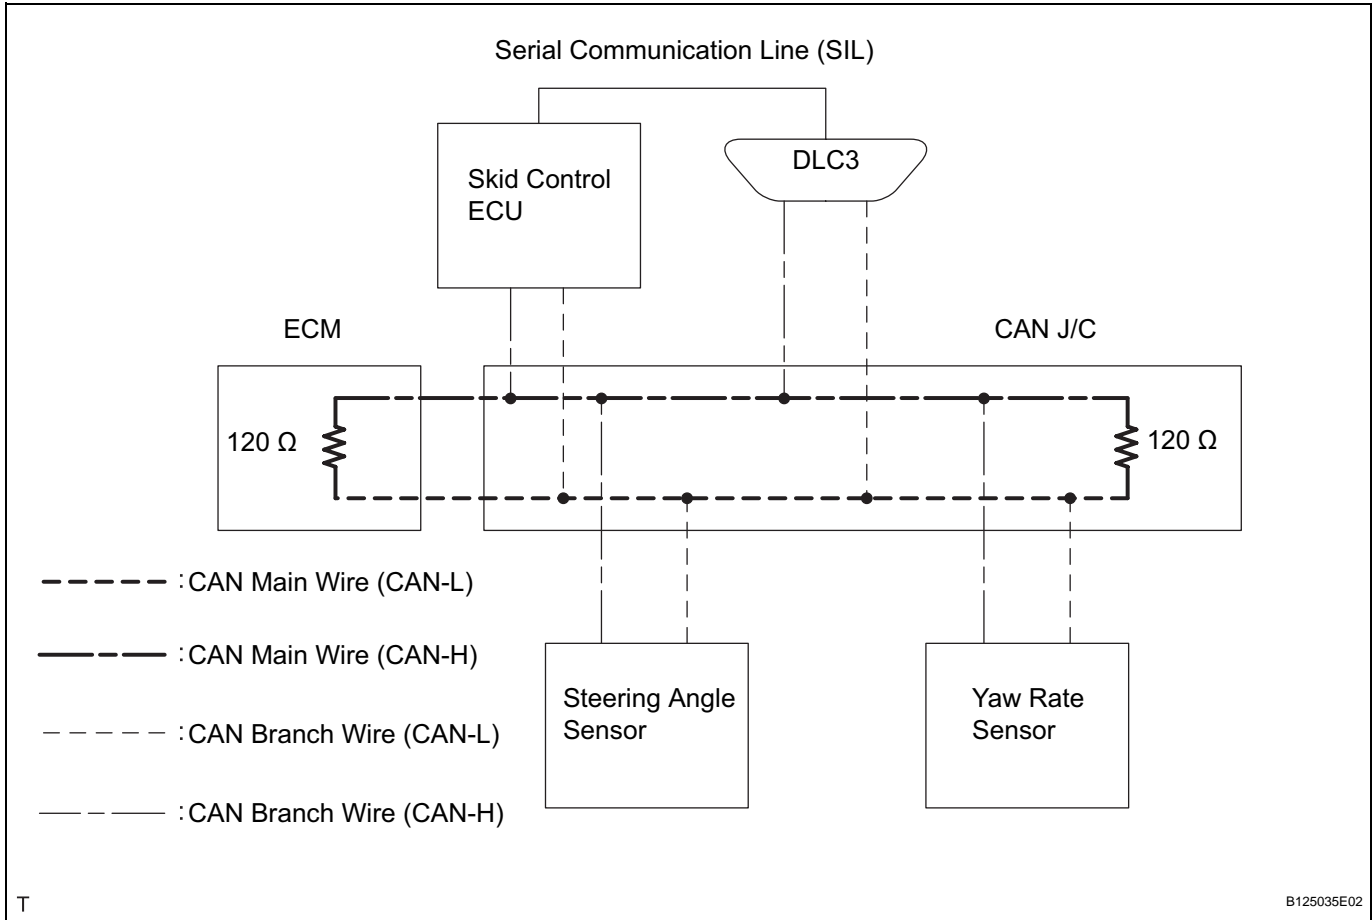 Serial Communication Line (SIL)
Skid Control
ECU
DLC3
ECM
CAN J/C
120 Ω
120 Ω
:CAN Main Wire (CAN-L)
:CAN Main Wire (CAN-H)
:CAN Branch Wire (CAN-L)
:CAN Branch Wire (CAN-H)
Steering Angle
Sensor
Yaw Rate
Sensor
T
B125035E02